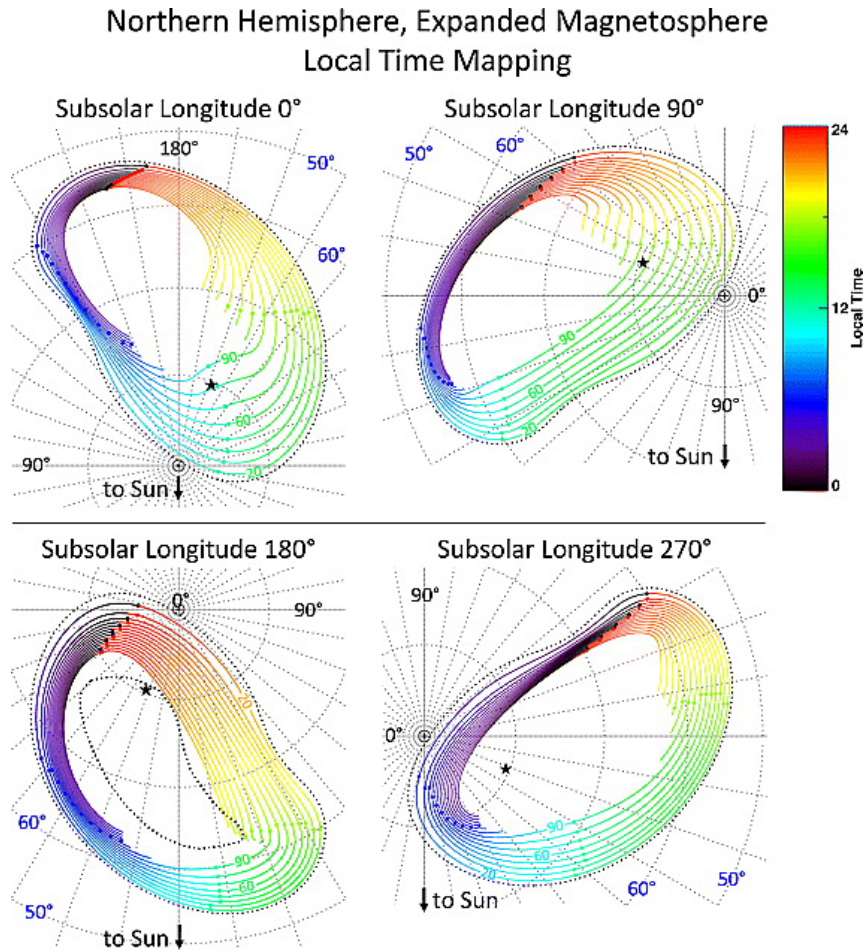 Northern Hemisphere, Expanded Magnetosphere
Local Time Mapping
Subsolar Longitude 0°
Subsolar Longitude 90°
180°
50°
60°
90
60
20
90°
to Sun
50°
60°
90
60
20
0°
90°
to Sun
24
12
0
Local Time
Subsolar Longitude 180°
Subsolar Longitude 270°
0°
90°
20
60°
50°
90
60
to Sun
90°
0°
90
60
20
60°
50°
to Sun